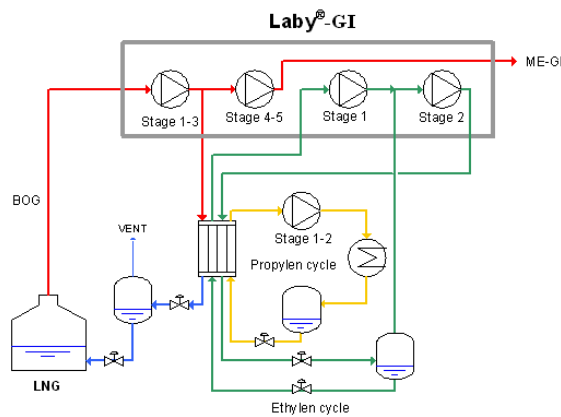 Laby®-GI
ME-GI
Stage 1-3
Stage 4-5
Stage 1
Stage 2
BOG
VENT
Stage 1-2
Propylen cycle
LNG
Ethylen cycle